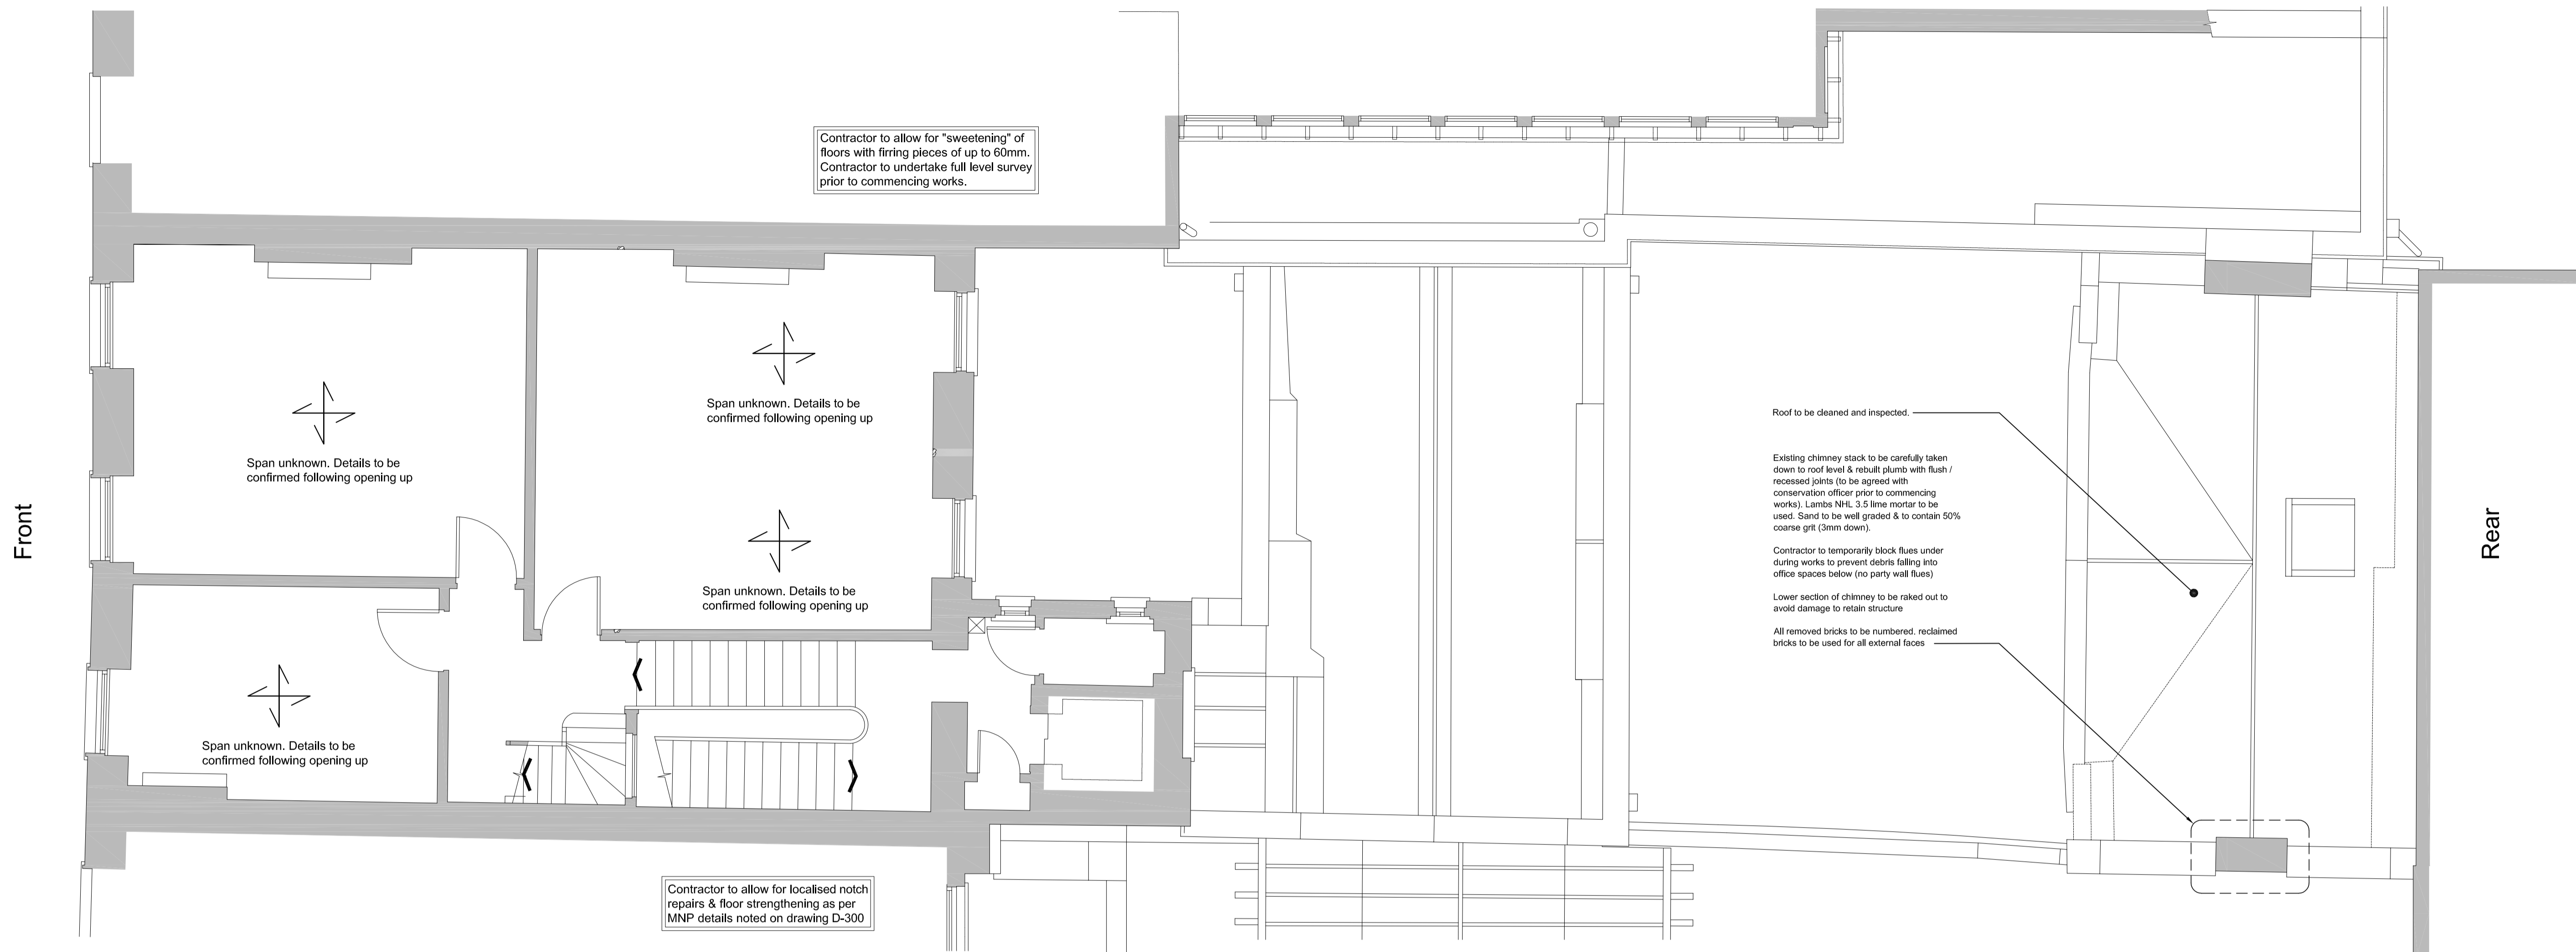 Contractor to allow for "sweetening" of
floors with firring pieces of up to 60mm.
Contractor to undertake full level survey
prior to commencing works.
Front
Span unknown. Details to be
confirmed following opening up
Span unknown. Details to be
confirmed following opening up
Span unknown. Details to be
confirmed following opening up
Span unknown. Details to be
confirmed following opening up
Roof to be cleaned and inspected.
Existing chimney stack to be carefully taken
down to roof level & rebuilt plumb with flush /
recessed joints (to be agreed with
conservation officer prior to commencing
works). Lambs NHL 3.5 lime mortar to be
used. Sand to be well graded & to contain 50%
coarse grit (3mm down).
Contractor to temporarily block flues under
during works to prevent debris falling into
office spaces below (no party wall flues)
Lower section of chimney to be raked out to
avoid damage to retain structure
All removed bricks to be numbered. reclaimed
bricks to be used for all external faces
Rear
Contractor to allow for localised notch
repairs & floor strengthening as per
MNP details noted on drawing D-300